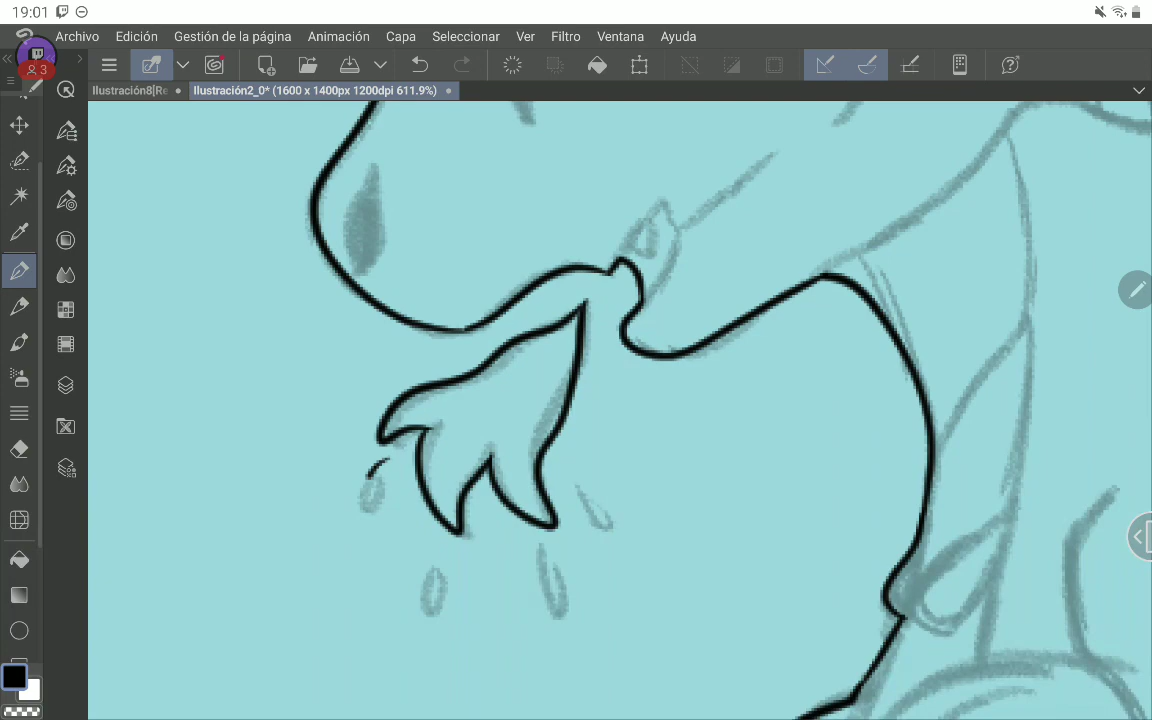 19:01
Archivo Edición Gestión de la página Animación Capa Seleccionar Ver Filtro Ventana Ayuda
3
Ilustración8[Re Ilustración2_0* (1600 x 1400px 1200dpi 611.9%)